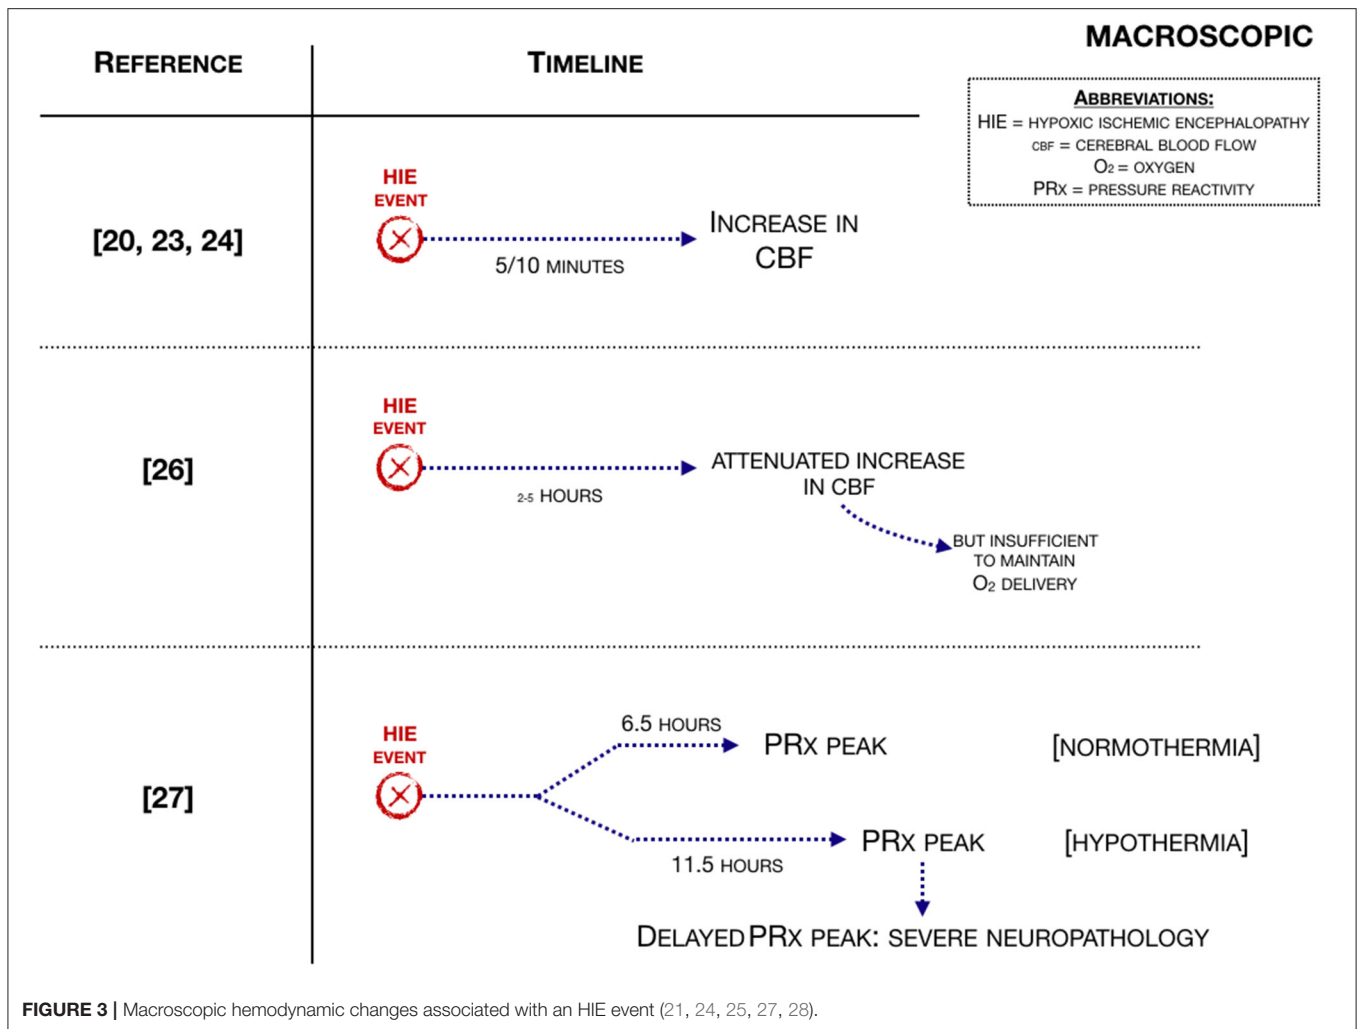 MACROSCOPIC
REFERENCE
TIMELINE
ABBREVIATIONS:
HIE = HYPOXIC ISCHEMIC ENCEPHALOPATHY
CBF = CEREBRAL BLOOD FLOW
O2 = OXYGEN
PRX = PRESSURE REACTIVITY
[20, 23, 24]
HIE
EVENT
5/10 MINUTES
INCREASE IN
CBF
[26]
HIE
EVENT
2-5 HOURS
ATTENUATED INCREASE
IN CBF
BUT INSUFFICIENT
TO MAINTAIN
O2 DELIVERY
[27]
HIE
EVENT
6.5 HOURS
PRX PEAK
[NORMOTHERMIA]
11.5 HOURS
PRX PEAK
[HYPOTHERMIA]
DELAYED PRX PEAK: SEVERE NEUROPATHOLOGY
FIGURE 3 | Macroscopic hemodynamic changes associated with an HIE event (21, 24, 25, 27, 28).